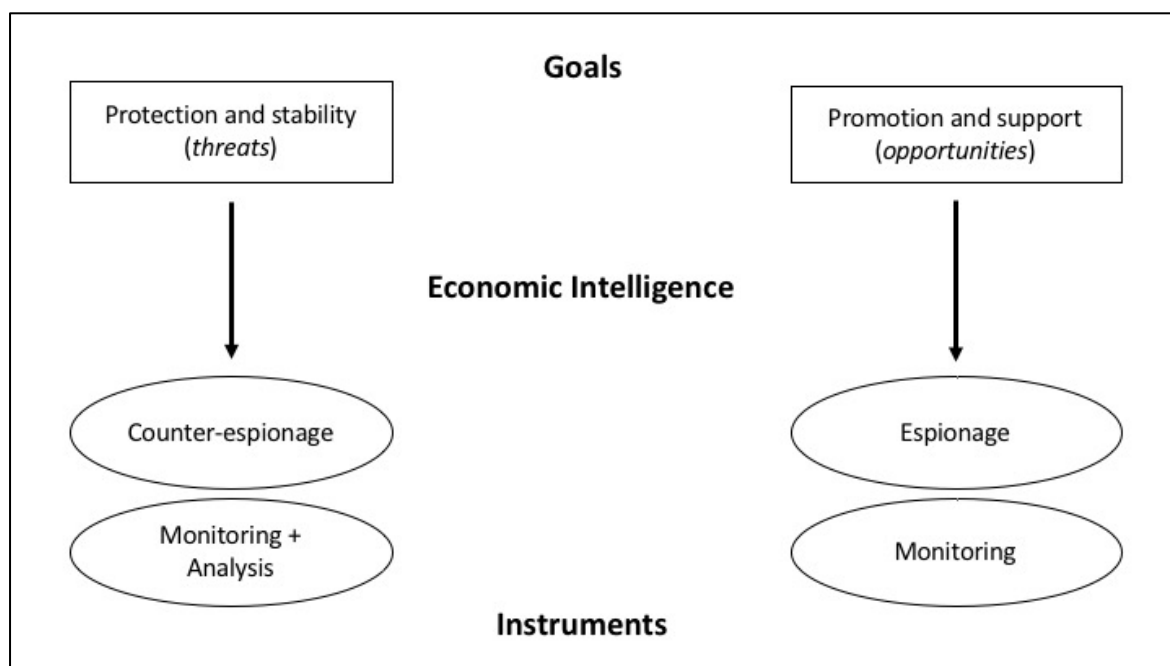 Goals
Protection and stability
(threats)
Promotion and support
(opportunities)
Economic Intelligence
Counter-espionage
Espionage
Monitoring +
Analysis
Monitoring
Instruments